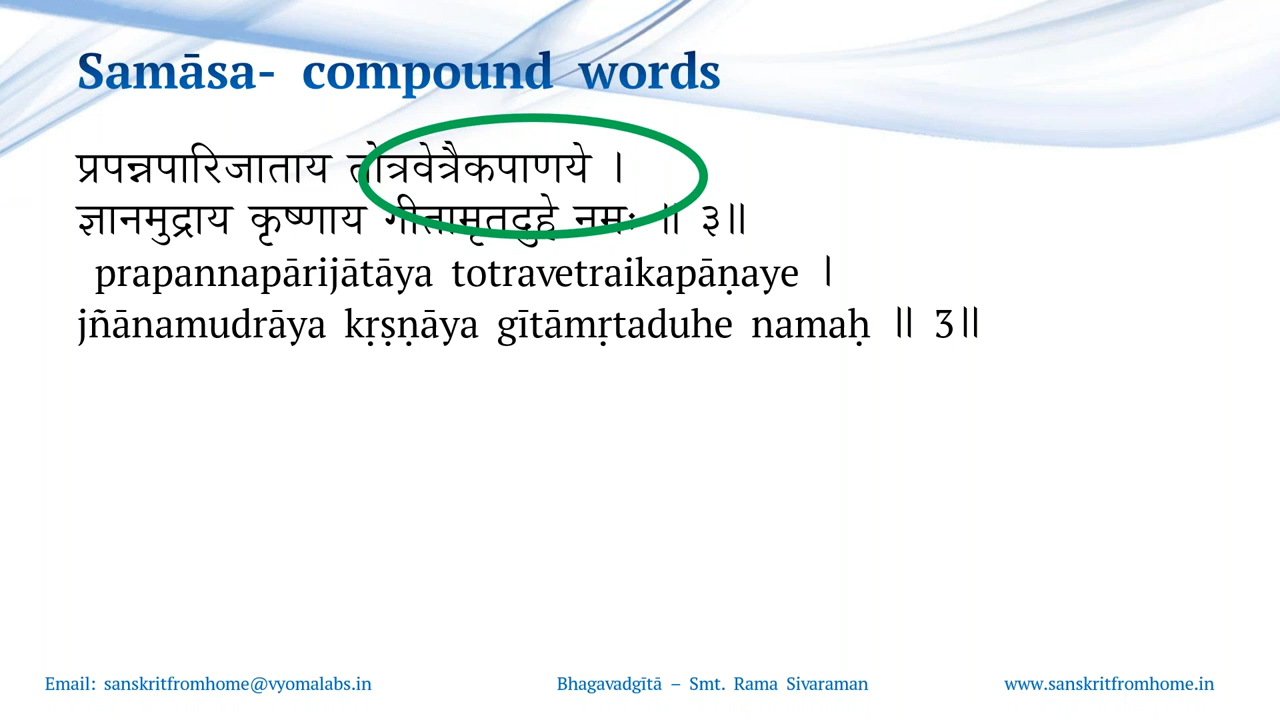 Samāsa- compound words
प्रपन्नपारिजाताय तोत्रवेत्रैकपाणये ।
ज्ञानमुद्राय कृष्णाय गीतामृतदुहे नमः ॥ ३॥
prapannapārijātāya totravetraikapāṇaye ।
jñānamudrāya kṛṣṇāya gītāmṛtaduhe namaḥ ॥ 3॥
Email: sanskritfromhome@vyomalabs.in Bhagavadgītā – Smt. Rama Sivaraman www.sanskritfromhome.in